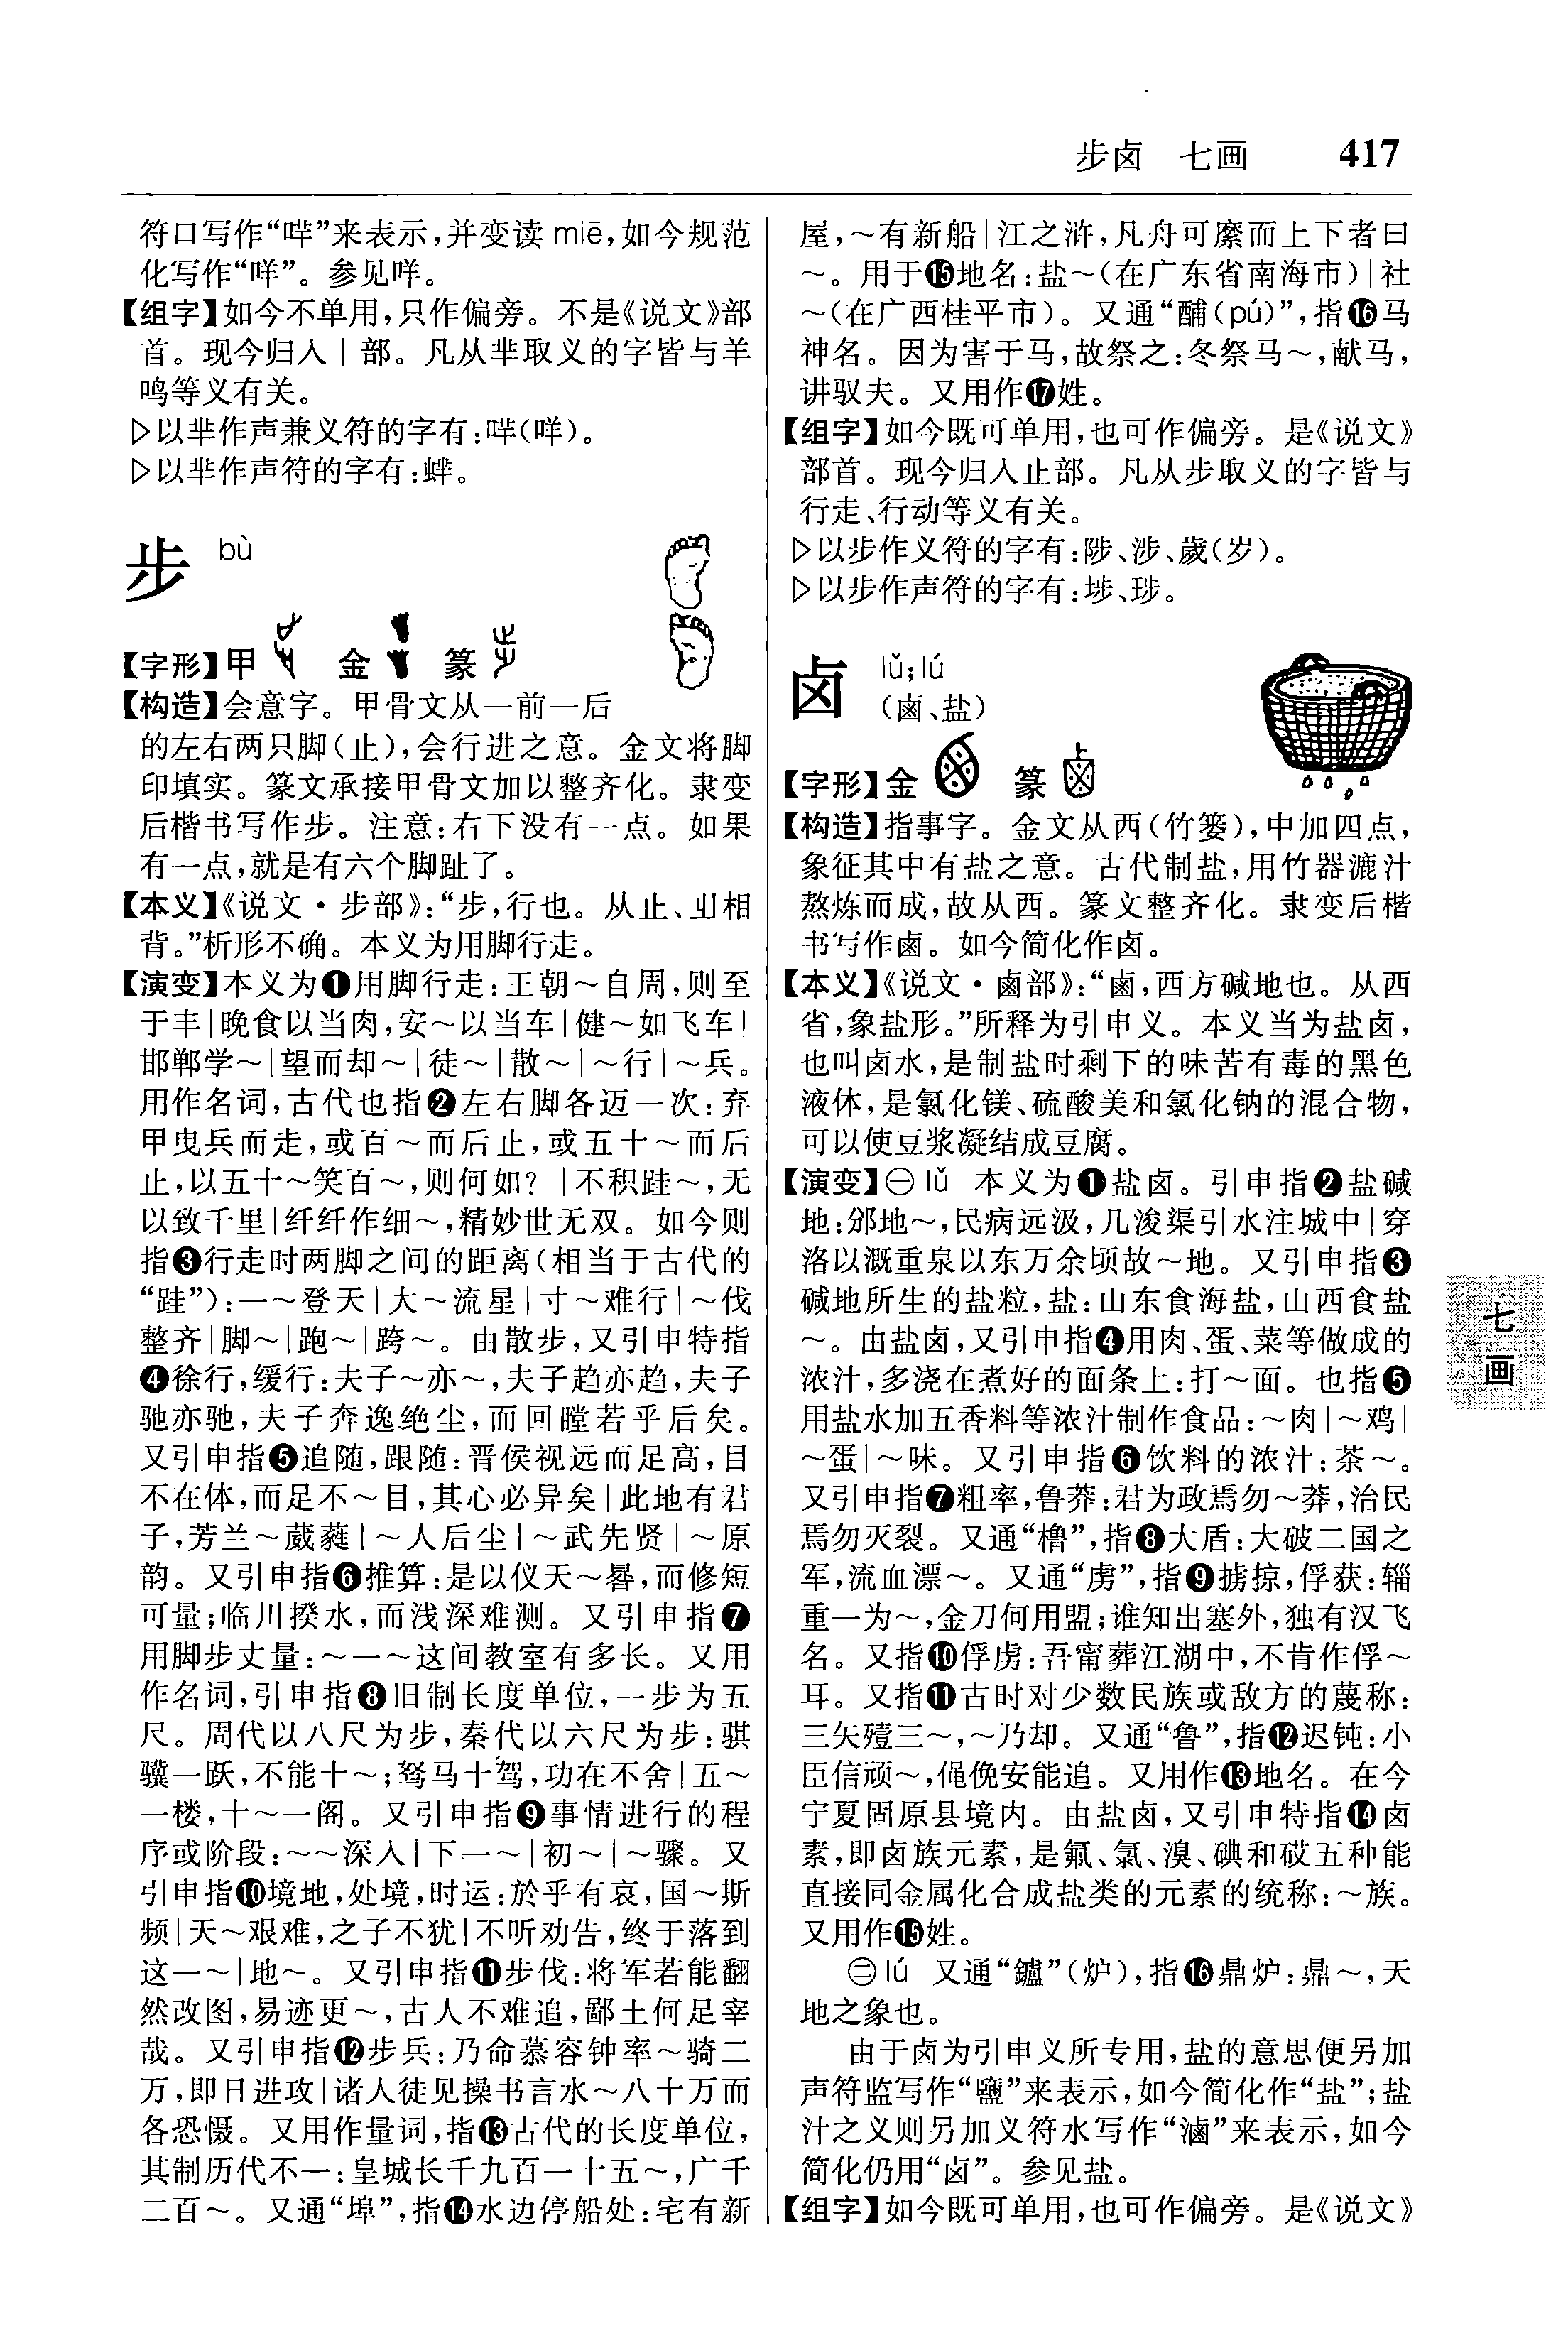 步卤 七画 417
符口写作“哶”来表示,并变读 miē,如今规范
化写作“咩”。参见咩。
【组字】如今不单用,只作偏旁。不是《说文》部
首。现今归入丨部。凡从芈取义的字皆与羊
鸣等义有关。
▷以芈作声兼义符的字有:哶(咩)。
▷以芈作声符的字有:蛘。
步 bù
【字形】甲 金 篆
【构造】会意字。甲骨文从一前一后
的左右两只脚(止),会行进之意。金文将脚
印填实。篆文承接甲骨文加以整齐化。隶变
后楷书写作步。注意:右下没有一点。如果
有一点,就是有六个脚趾了。
【本义】《说文·步部》:“步,行也。从止、相
背。”析形不确。本义为用脚行走。
【演变】本义为❶用脚行走:王朝～自周,则至
于丰|晚食以当肉,安～以当车|健～如飞车|
邯郸学～|望而却～|徒～|散～|～行|～兵。
用作名词,古代也指❷左右脚各迈一次:弃
甲曳兵而走,或百～而后止,或五十～而后
止,以五十～笑百～,则何如? |不积跬～,无
以致千里|纤纤作细～,精妙世无双。如今则
指❸行走时两脚之间的距离(相当于古代的
“跬”):一～登天|大～流星|寸～难行|～伐
整齐|脚～|跑～|跨～。由散步,又引申特指
❹徐行,缓行:夫子～亦～,夫子趋亦趋,夫子
驰亦驰,夫子奔逸绝尘,而回瞠若乎后矣。
又引申指❺追随,跟随:晋侯视远而足高,目
不在体,而足不～目,其心必异矣|此地有君
子,芳兰～葳蕤|～人后尘|～武先贤|～原
韵。又引申指❻推算:是以仪天～晷,而修短
可量;临川揆水,而浅深难测。又引申指❼
用脚步丈量:～一～这间教室有多长。又用
作名词,引申指❽旧制长度单位,一步为五
尺。周代以八尺为步,秦代以六尺为步:骐
骥一跃,不能十～;驽马十驾,功在不舍|五～
一楼,十～一阁。又引申指❾事情进行的程
序或阶段:～～深入|下一～|初～|～骤。又
引申指❿境地,处境,时运:於乎有哀,国～斯
频|天～艰难,之子不犹|不听劝告,终于落到
这一～|地～。又引申指⓫步伐:将军若能翻
然改图,易迹更～,古人不难追,鄙土何足宰
哉。又引申指⓬步兵:乃命慕容钟率～骑二
万,即日进攻|诸人徒见操书言水～八十万而
各恐慑。又用作量词,指⓭古代的长度单位,
其制历代不一:皇城长千九百一十五～,广千
二百～。又通“埠”,指⓮水边停船处:宅有新
屋,～有新船|江之浒,凡舟可縻而上下者曰
～。用于⓯地名:盐～(在广东省南海市)|社
～(在广西桂平市)。又通“酺(pú)”,指⓰马
神名。因为害于马,故祭之:冬祭马～,献马,
讲驭夫。又用作⓱姓。
【组字】如今既可单用,也可作偏旁。是《说文》
部首。现今归入止部。凡从步取义的字皆与
行走、行动等义有关。
▷以步作义符的字有:陟、涉、歲(岁)。
▷以步作声符的字有:埗、𤧕。
卤 lǔ;lú
(鹵、盐)
【字形】金 篆
【构造】指事字。金文从西(竹篓),中加四点,
象征其中有盐之意。古代制盐,用竹器漉汁
熬炼而成,故从西。篆文整齐化。隶变后楷
书写作鹵。如今简化作卤。
【本义】《说文·鹵部》:“鹵,西方碱地也。从西
省,象盐形。”所释为引申义。本义当为盐卤,
也叫卤水,是制盐时剩下的味苦有毒的黑色
液体,是氯化镁、硫酸美和氯化钠的混合物,
可以使豆浆凝结成豆腐。
【演变】㊀ lǔ 本义为❶盐卤。引申指❷盐碱
地:邠地～,民病远汲,几浚渠引水注城中|穿
洛以溉重泉以东万余顷故～地。又引申指❸
碱地所生的盐粒,盐:山东食海盐,山西食盐
～。由盐卤,又引申指❹用肉、蛋、菜等做成的
浓汁,多浇在煮好的面条上:打～面。也指❺
用盐水加五香料等浓汁制作食品:～肉|～鸡|
～蛋|～味。又引申指❻饮料的浓汁:茶～。
又引申指❼粗率,鲁莽:君为政焉勿～莽,治民
焉勿灭裂。又通“橹”,指❽大盾:大破二国之
军,流血漂～。又通“虏”,指❾掳掠,俘获:辎
重一为～,金刀何用盟;谁知出塞外,独有汉飞
名。又指❿俘虏:吾甯葬江湖中,不肯作俘～
耳。又指⓫古时对少数民族或敌方的蔑称:
三矢殪三～,～乃却。又通“鲁”,指⓬迟钝:小
臣信顽～,僶俛安能追。又用作⓭地名。在今
宁夏固原县境内。由盐卤,又引申特指⓮卤
素,即卤族元素,是氟、氯、溴、碘和砹五种能
直接同金属化合成盐类的元素的统称:～族。
又用作⓯姓。
㊁ lú 又通“鑪”(炉),指⓰鼎炉:鼎～,天
地之象也。
由于卤为引申义所专用,盐的意思便另加
声符监写作“鹽”来表示,如今简化作“盐”;盐
汁之义则另加义符水写作“滷”来表示,如今
简化仍用“卤”。参见盐。
【组字】如今既可单用,也可作偏旁。是《说文》
七画